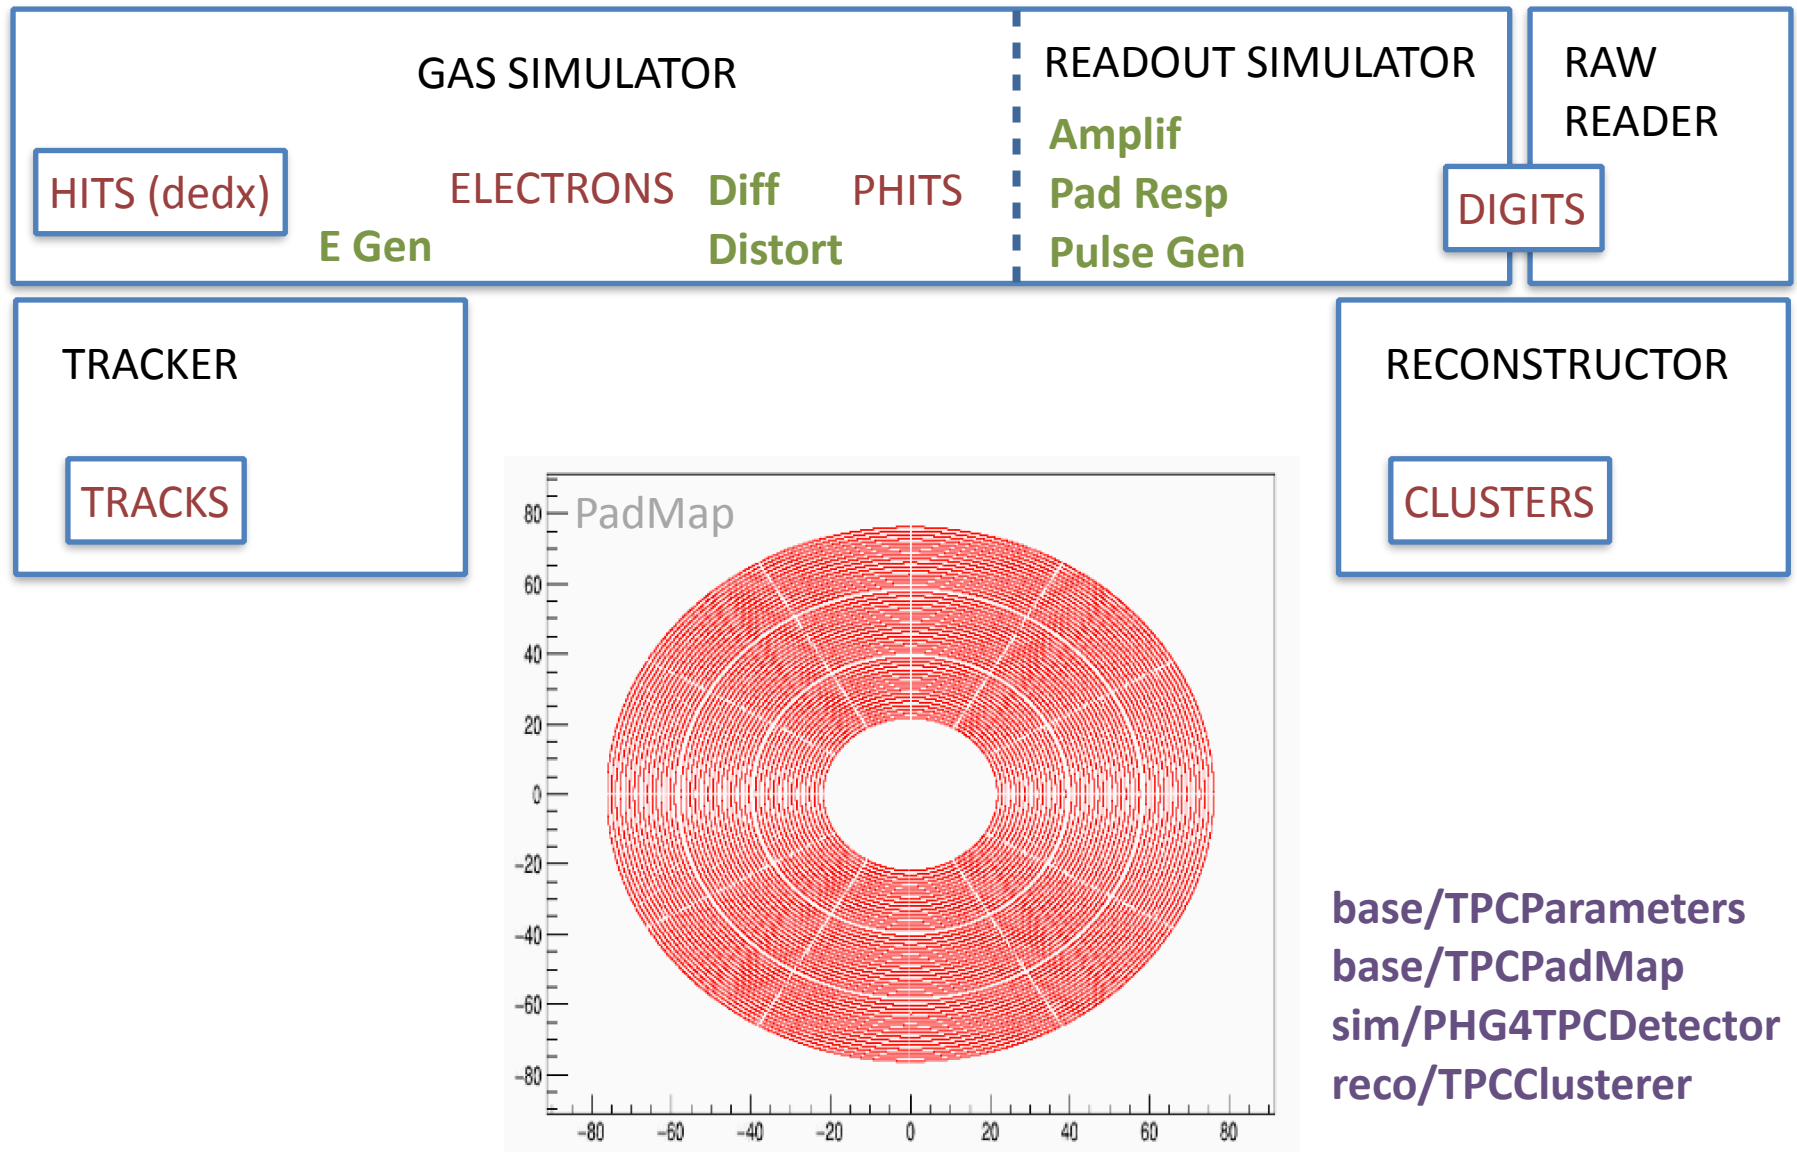 GAS SIMULATOR
READOUT SIMULATOR
RAW
READER
HITS (dedx)
E Gen
ELECTRONS
Diff
Distort
PHITS
Amplif
Pad Resp
Pulse Gen
DIGITS
TRACKER
TRACKS
RECONSTRUCTOR
CLUSTERS
PadMap
80
60
40
20
0
−20
−40
−60
−80
−80 −60 −40 −20 0 20 40 60 80
base/TPCParameters
base/TPCPadMap
sim/PHG4TPCDetector
reco/TPCClusterer